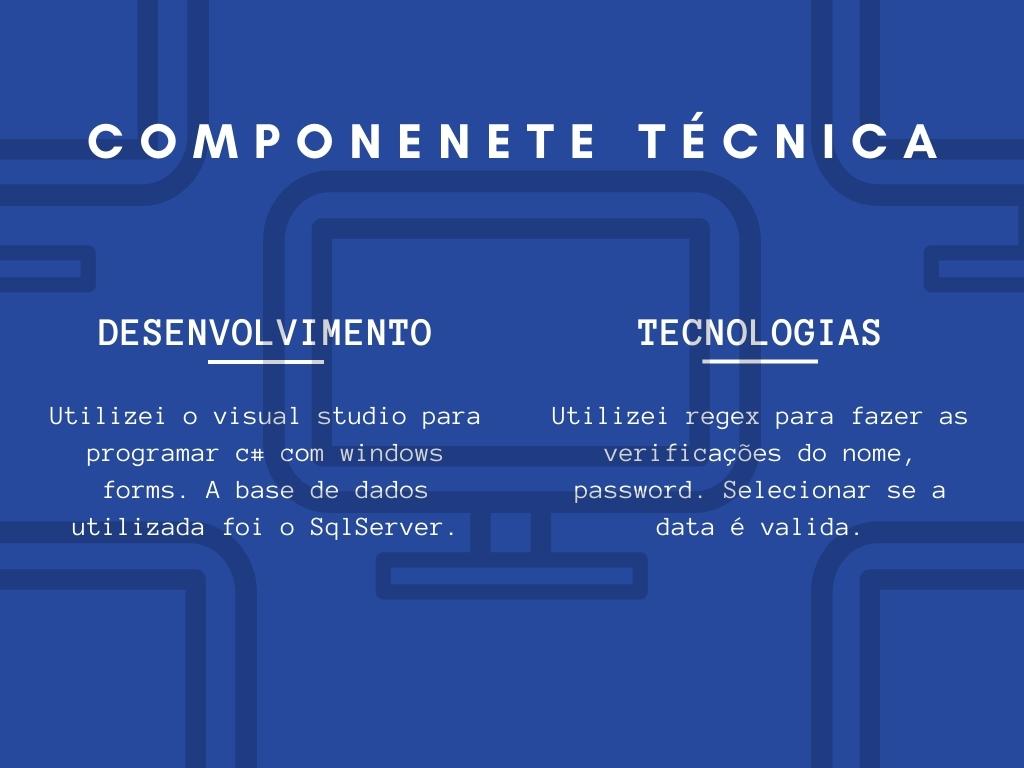 COMPONENETE TÉCNICA
DESENVOLVIMENTO
Utilizei o visual studio para
programar c# com windows
forms. A base de dados
utilizada foi o SqlServer.
TECNOLOGIAS
Utilizei regex para fazer as
verificações do nome,
password. Selecionar se a
data é valida.